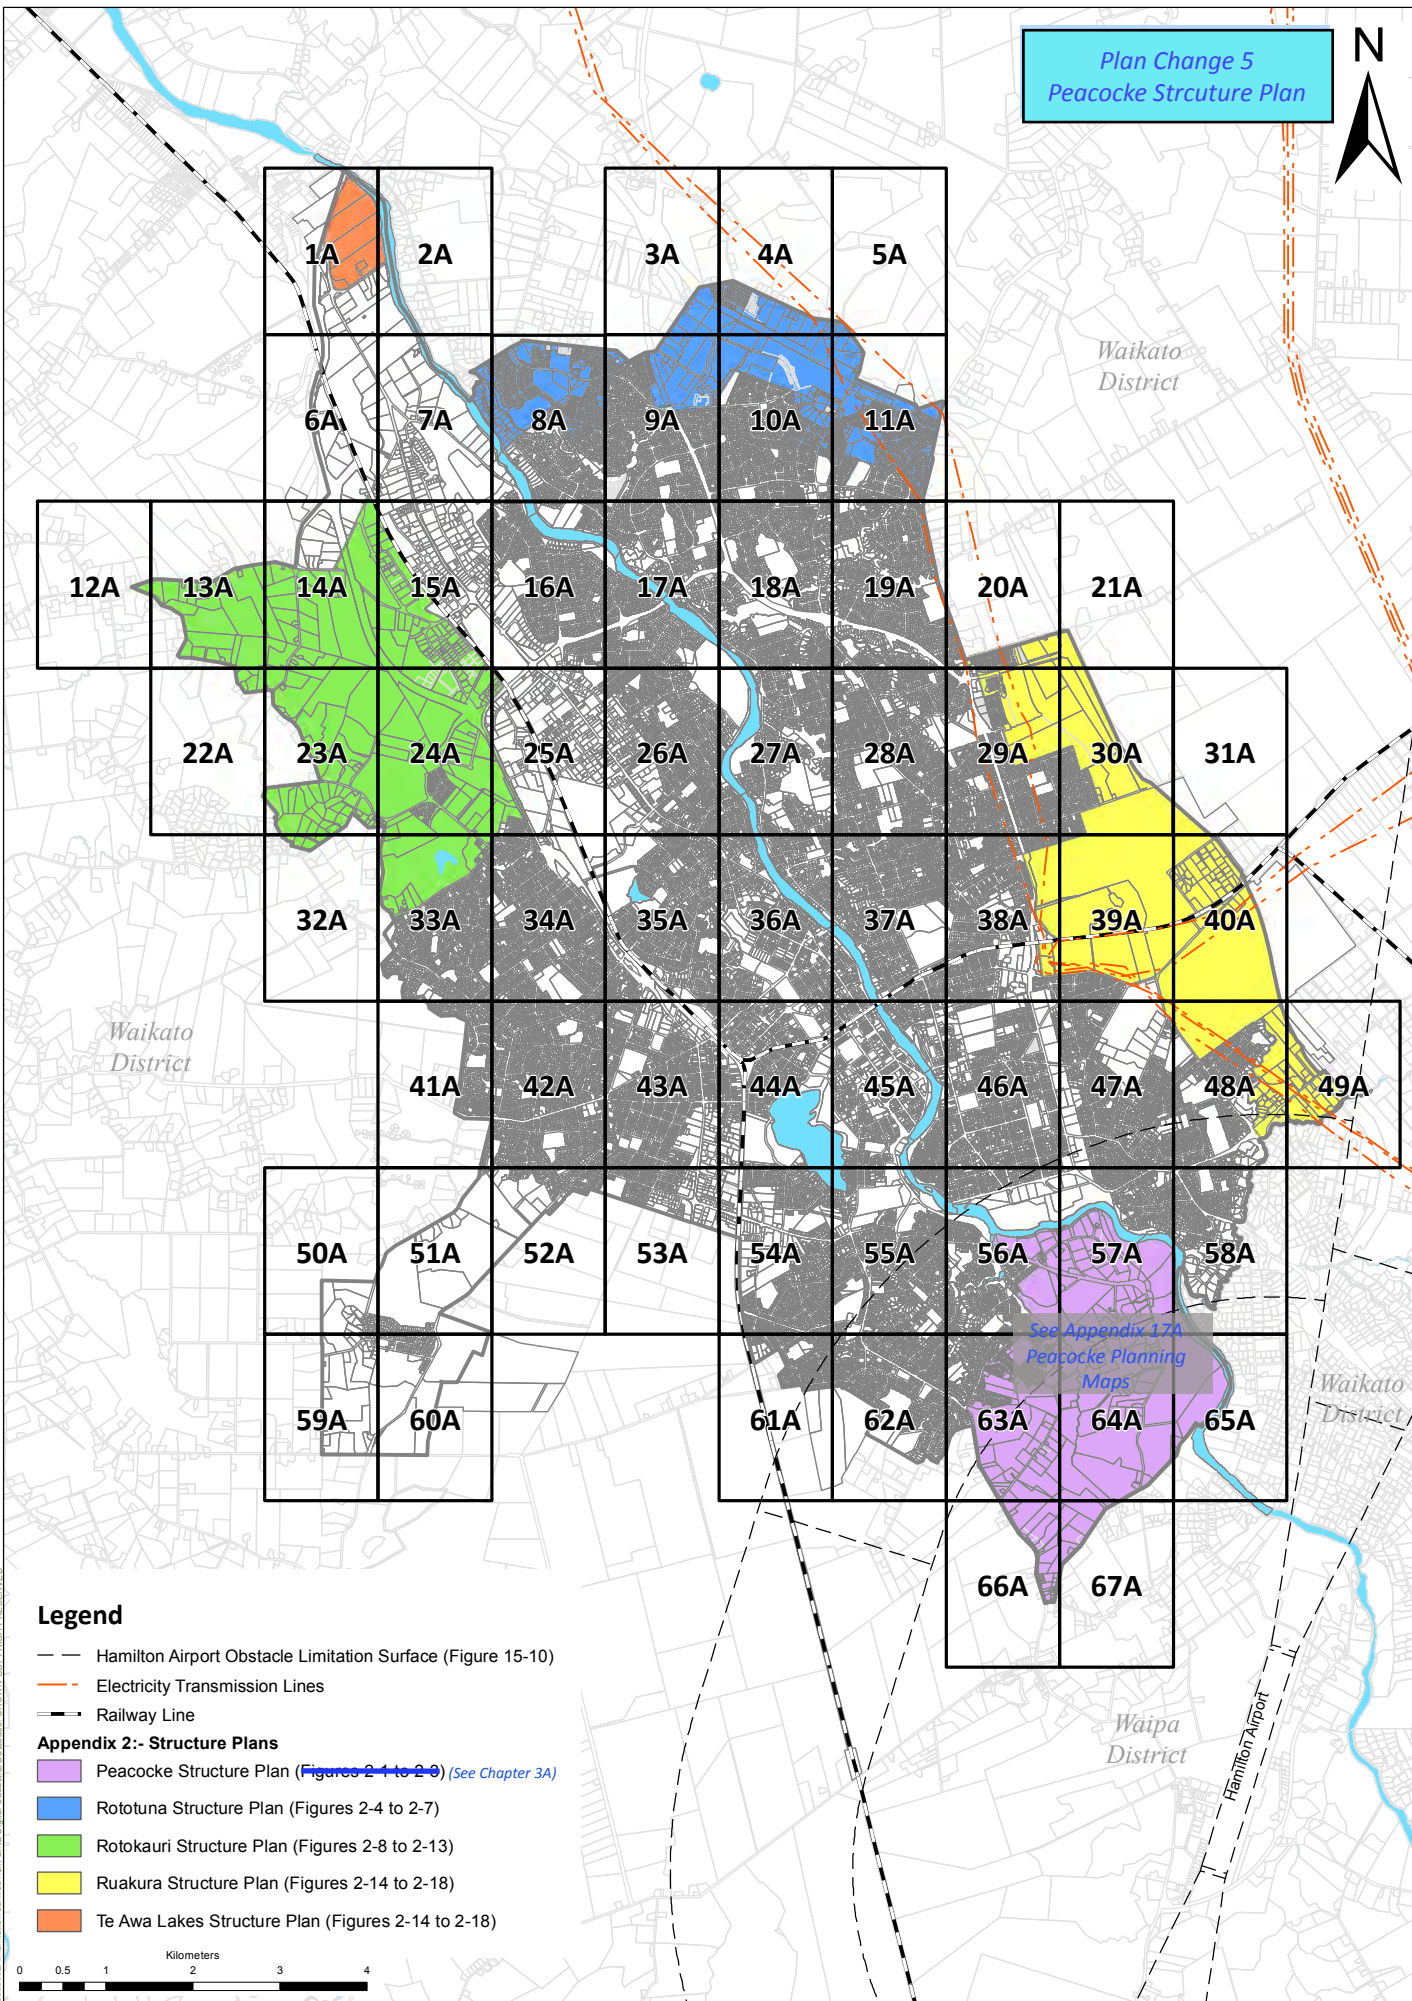 Plan Change 5
Peacocke Strcuture Plan
N
1A
2A
3A
4A
5A
Waikato
District
6A
7A
8A
9A
10A
11A
12A
13A
14A
15A
16A
17A
18A
19A
20A
21A
22A
23A
24A
25A
26A
27A
28A
29A
30A
31A
32A
33A
34A
35A
36A
37A
38A
39A
40A
Waikato
District
41A
42A
43A
44A
45A
46A
47A
48A
49A
50A
51A
52A
53A
54A
55A
56A
57A
58A
See Appendix 17A
Peacocke Planning
Maps
Waikato
District
59A
60A
61A
62A
63A
64A
65A
66A
67A
Waipa
District
Hamilton Airport
Legend
Hamilton Airport Obstacle Limitation Surface (Figure 15-10)
Electricity Transmission Lines
Railway Line
Appendix 2:- Structure Plans
Peacocke Structure Plan (Figures 2-1 to 2-3) (See Chapter 3A)
Rototuna Structure Plan (Figures 2-4 to 2-7)
Rotokauri Structure Plan (Figures 2-8 to 2-13)
Ruakura Structure Plan (Figures 2-14 to 2-18)
Te Awa Lakes Structure Plan (Figures 2-14 to 2-18)
Kilometers
0 0.5 1 2 3 4